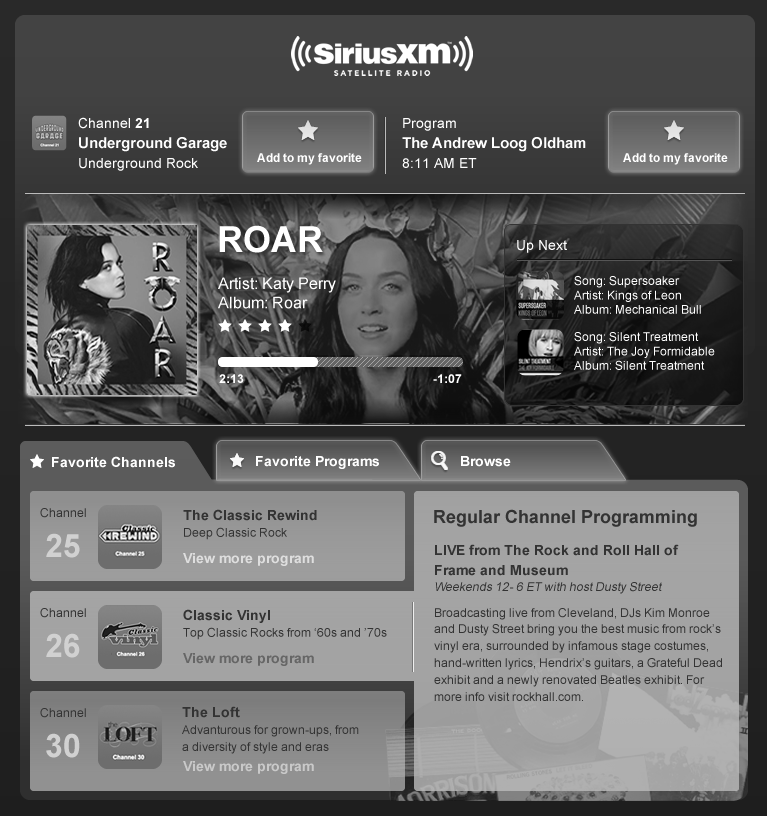 SiriusXM
SATELLITE RADIO
Channel 21
Underground Garage
Underground Rock
UNDERGROUND
GARAGE
Channel 21
Add to my favorite
Program
The Andrew Loog Oldham
8:11 AM ET
Add to my favorite
ROAR
ROAR
Artist: Katy Perry
Album: Roar
2:13
-1:07
Up Next
Song: Supersoaker
Artist: Kings of Leon
Album: Mechanical Bull
SUPERSOAKER
KINGS OF LEON
Song: Silent Treatment
Artist: The Joy Formidable
Album: Silent Treatment
SILENT TREATMENT
THE JOY FORMIDABLE
Favorite Channels
Favorite Programs
Browse
Channel
25
Classic
REWIND
Channel 25
The Classic Rewind
Deep Classic Rock
View more program
Channel
26
Classic
vinyl
Channel 26
Classic Vinyl
Top Classic Rocks from ‘60s and ’70s
View more program
Channel
30
the
LOFT
Channel 30
The Loft
Advanturous for grown-ups, from
a diversity of style and eras
View more program
Regular Channel Programming
LIVE from The Rock and Roll Hall of
Frame and Museum
Weekends 12- 6 ET with host Dusty Street
Broadcasting live from Cleveland, DJs Kim Monroe
and Dusty Street bring you the best music from rock’s
vinyl era, surrounded by infamous stage costumes,
hand-written lyrics, Hendrix’s guitars, a Grateful Dead
exhibit and a newly renovated Beatles exhibit. For
more info visit rockhall.com.
MORRISON